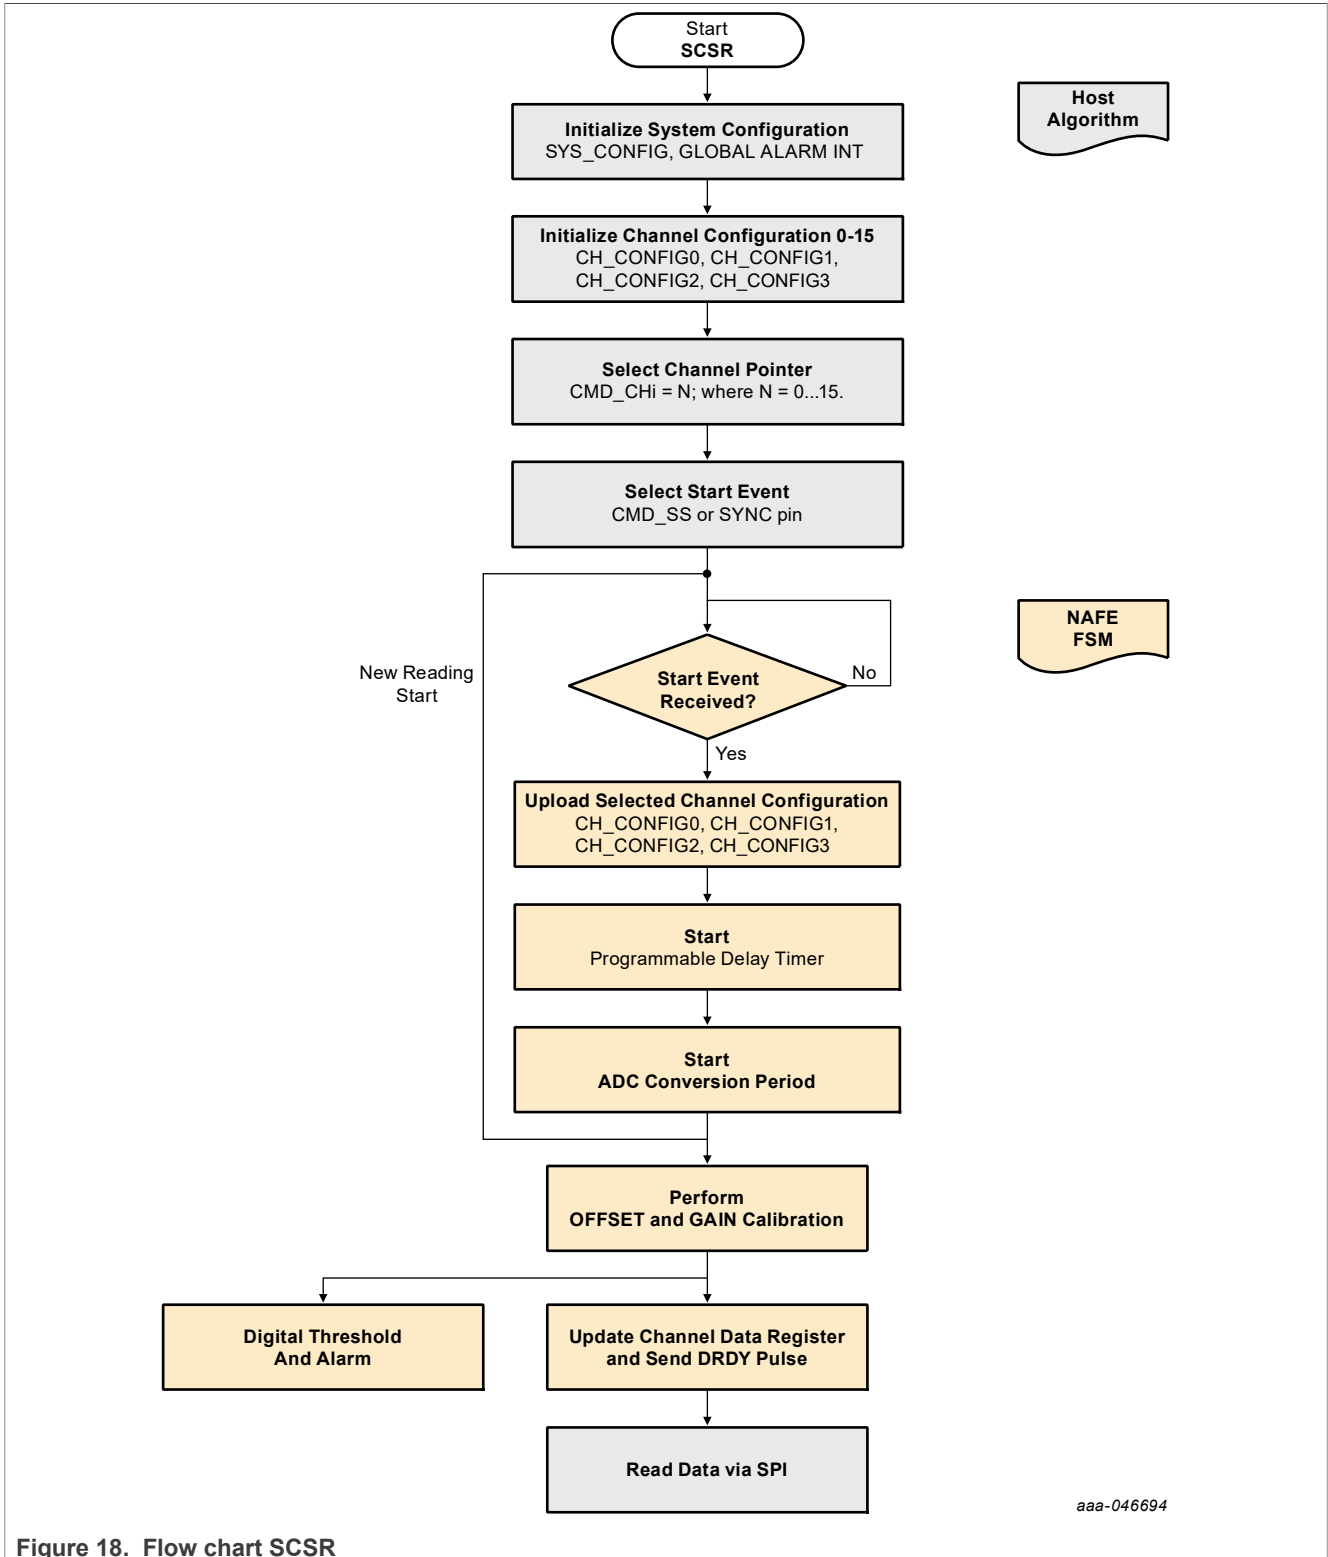 Start
SCSR
Host
Algorithm
Initialize System Configuration
SYS_CONFIG, GLOBAL ALARM INT
Initialize Channel Configuration 0-15
CH_CONFIG0, CH_CONFIG1,
CH_CONFIG2, CH_CONFIG3
Select Channel Pointer
CMD_CHi = N; where N = 0...15.
Select Start Event
CMD_SS or SYNC pin
NAFE
FSM
New Reading
Start
Start Event
Received?
No
Yes
Upload Selected Channel Configuration
CH_CONFIG0, CH_CONFIG1,
CH_CONFIG2, CH_CONFIG3
Start
Programmable Delay Timer
Start
ADC Conversion Period
Perform
OFFSET and GAIN Calibration
Digital Threshold
And Alarm
Update Channel Data Register
and Send DRDY Pulse
Read Data via SPI
aaa-046694
Figure 18. Flow chart SCSR